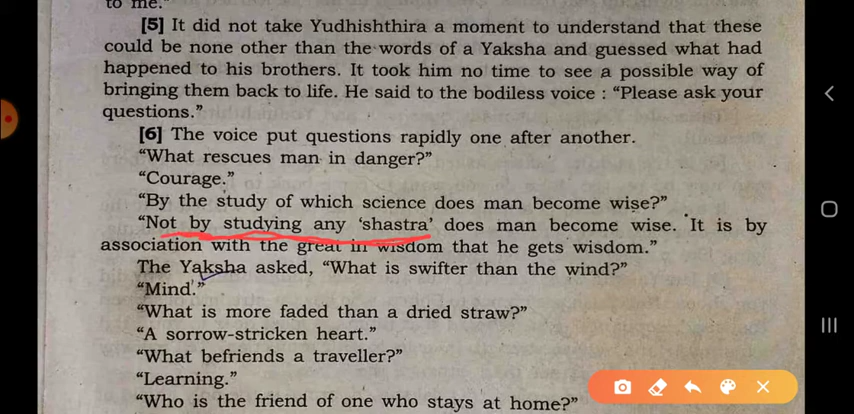 to me."
[5] It did not take Yudhishthira a moment to understand that these
could be none other than the words of a Yaksha and guessed what had
happened to his brothers. It took him no time to see a possible way of
bringing them back to life. He said to the bodiless voice : “Please ask your
questions.”
[6] The voice put questions rapidly one after another.
“What rescues man in danger?”
“Courage.”
“By the study of which science does man become wise?”
“Not by studying any ‘shastra’ does man become wise. It is by
association with the great in wisdom that he gets wisdom.”
The Yaksha asked, “What is swifter than the wind?”
“Mind.”
“What is more faded than a dried straw?”
“A sorrow-stricken heart.”
“What befriends a traveller?”
“Learning.”
“Who is the friend of one who stays at home?”